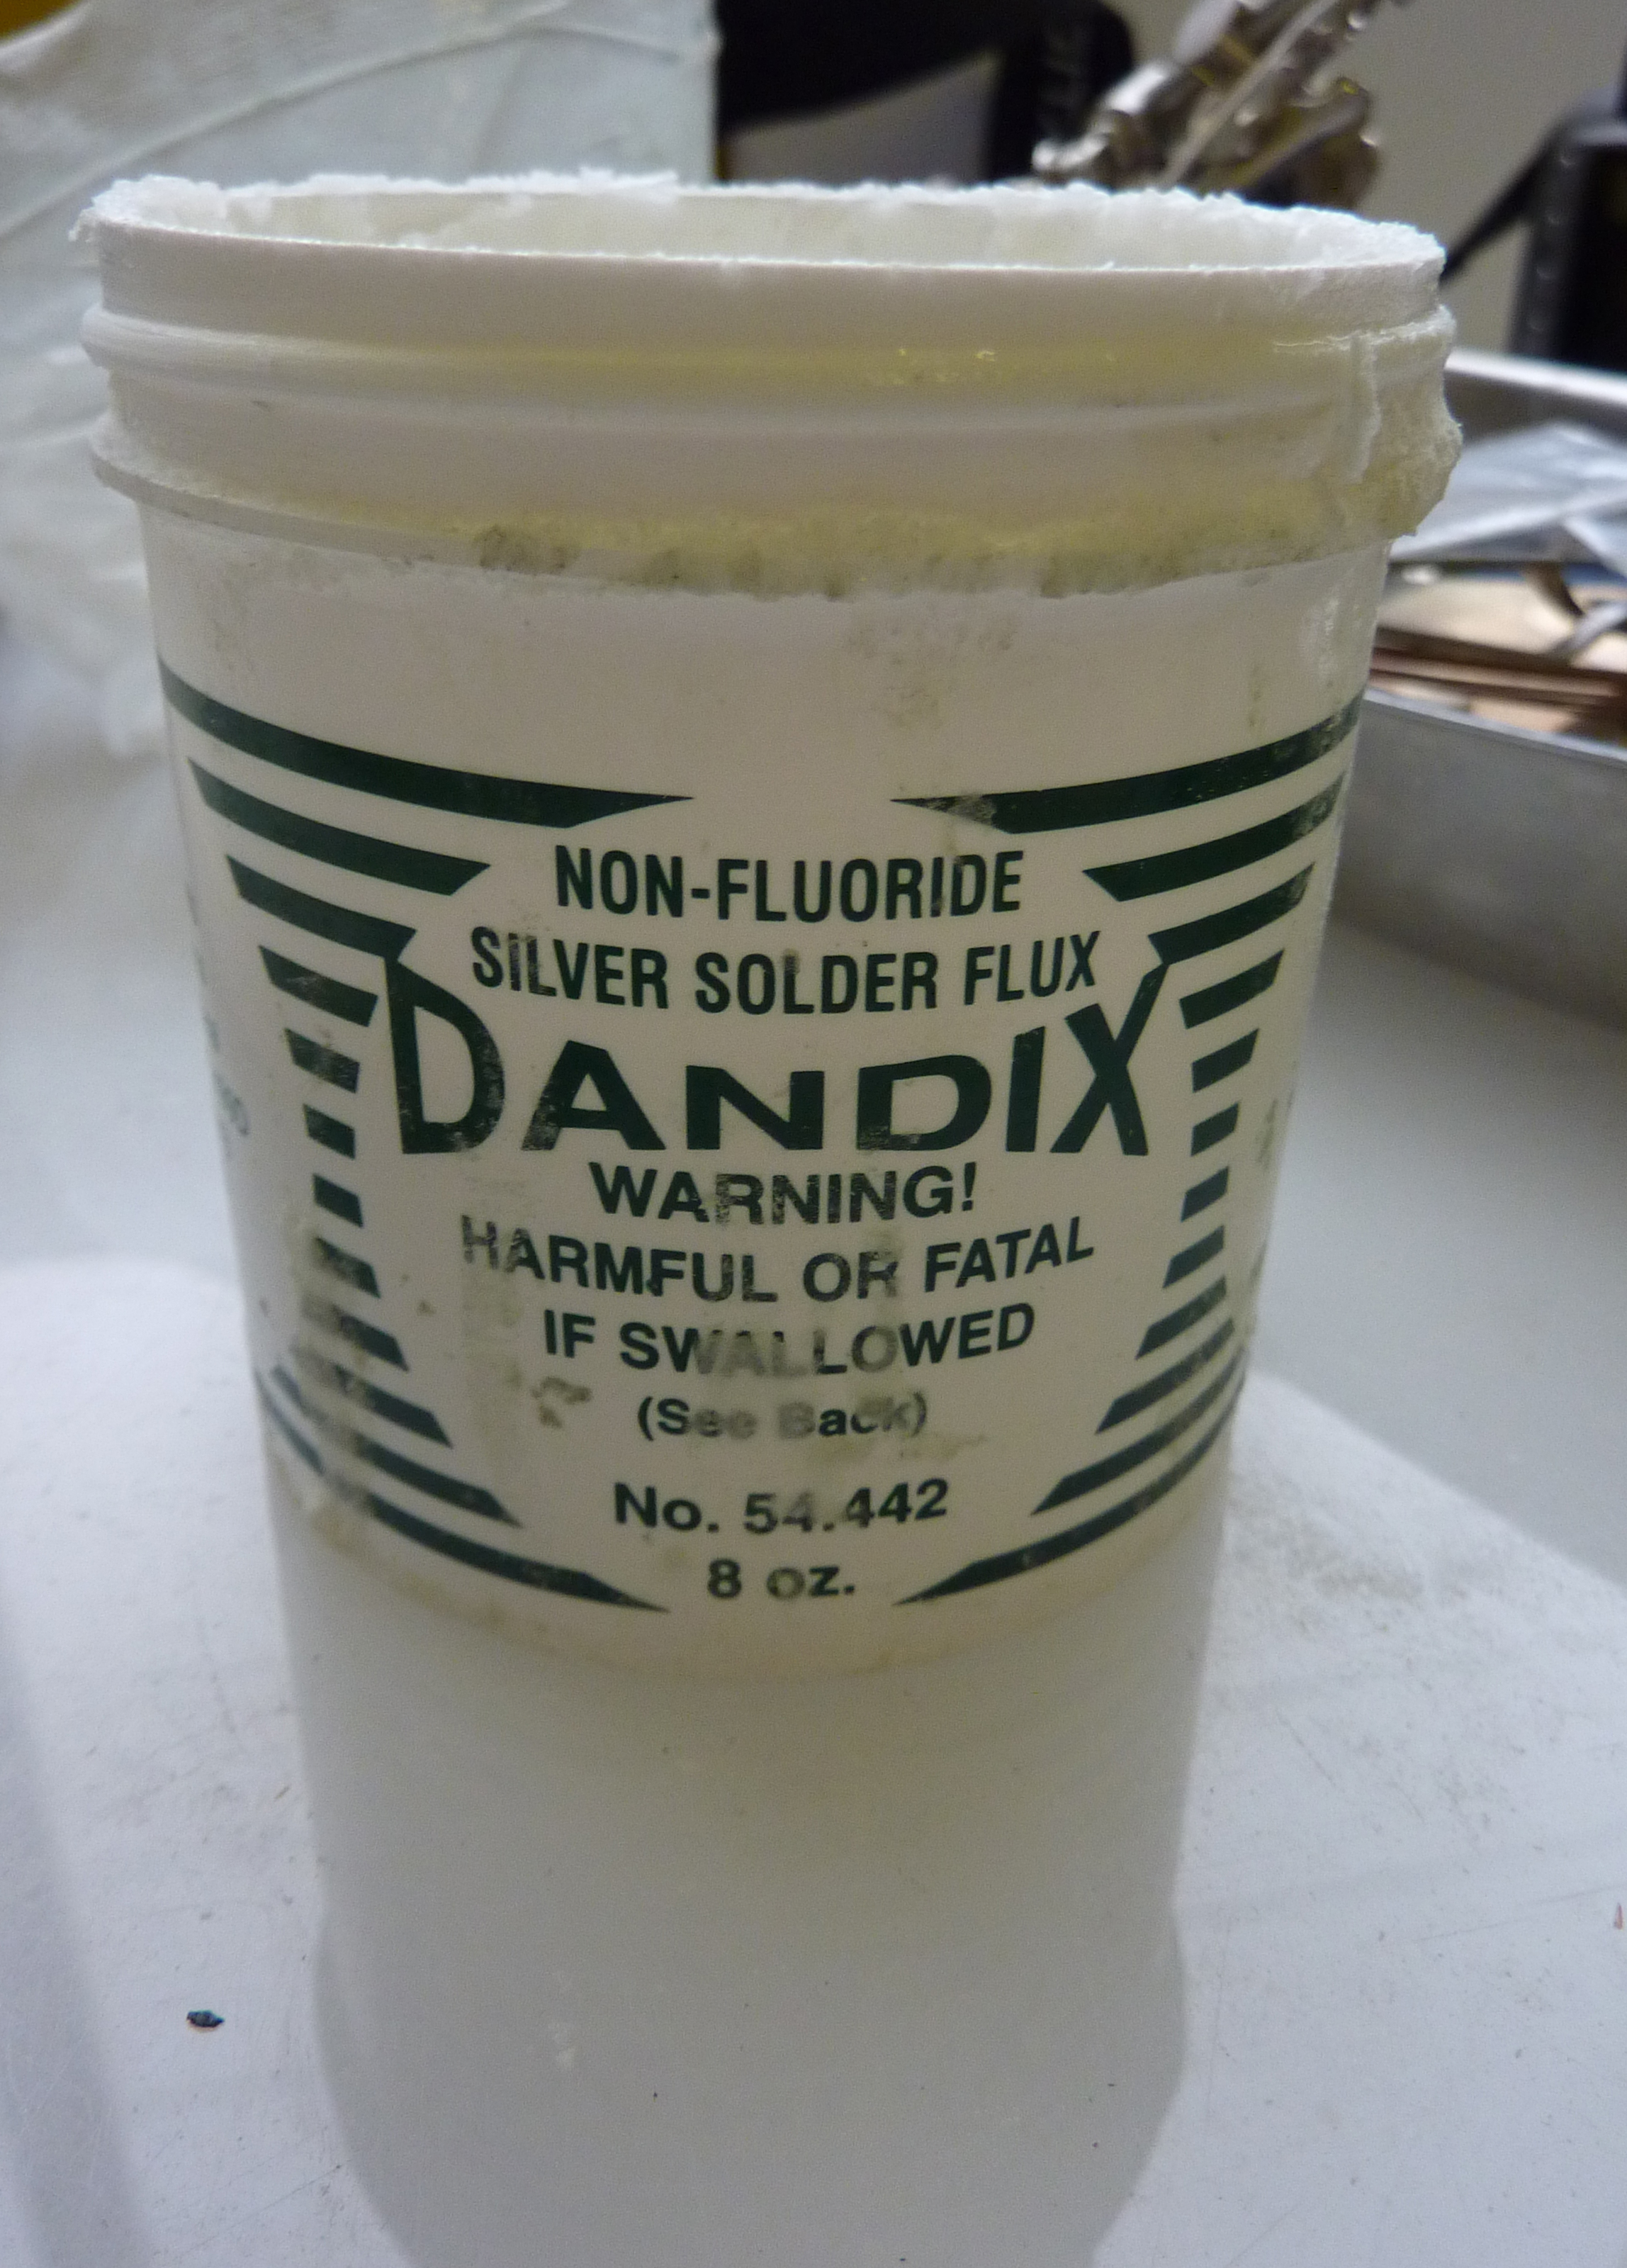 NON-FLUORIDE
SILVER SOLDER FLUX
DANDIX
WARNING!
HARMFUL OR FATAL
IF SWALLOWED
(See Back)
No. 54.442
8 oz.